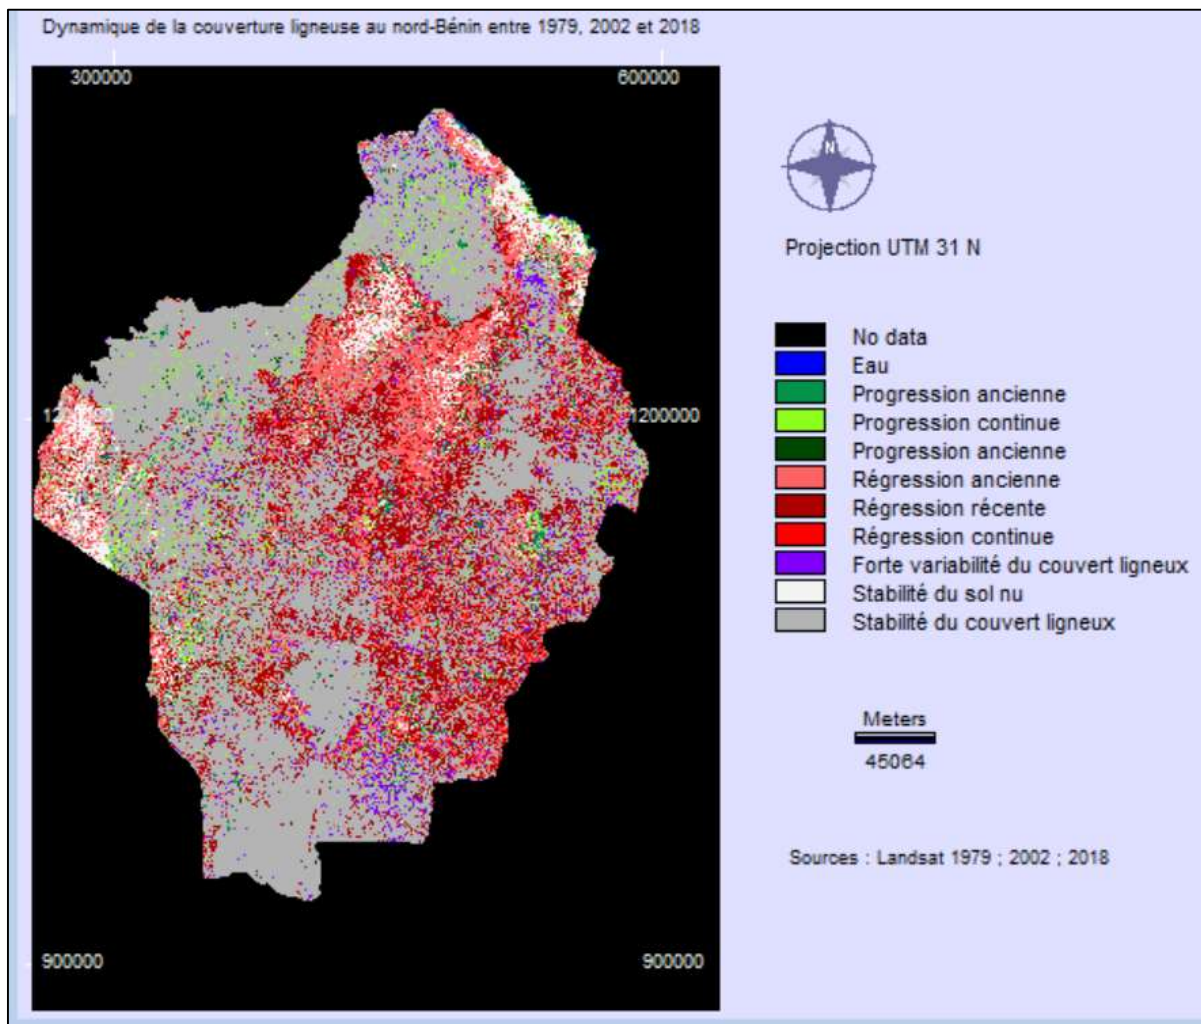 Dynamique de la couverture ligneuse au nord-Bénin entre 1979, 2002 et 2018
300000
600000
N
Projection UTM 31 N
No data
Eau
Progression ancienne
Progression continue
Progression ancienne
Régression ancienne
Régression récente
Régression continue
Forte variabilité du couvert ligneux
Stabilité du sol nu
Stabilité du couvert ligneux
1200000
Meters
45064
Sources : Landsat 1979 ; 2002 ; 2018
900000
900000